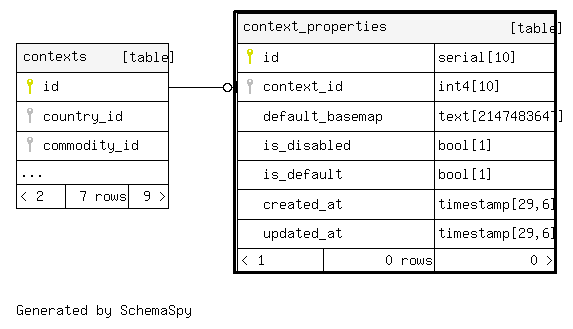 contexts [table]
id
country_id
commodity_id
...
< 2 7 rows 9 >
context_properties [table]
id serial[10]
context_id int4[10]
default_basemap text[2147483647]
is_disabled bool[1]
is_default bool[1]
created_at timestamp[29,6]
updated_at timestamp[29,6]
< 1 0 rows 0 >
Generated by SchemaSpy